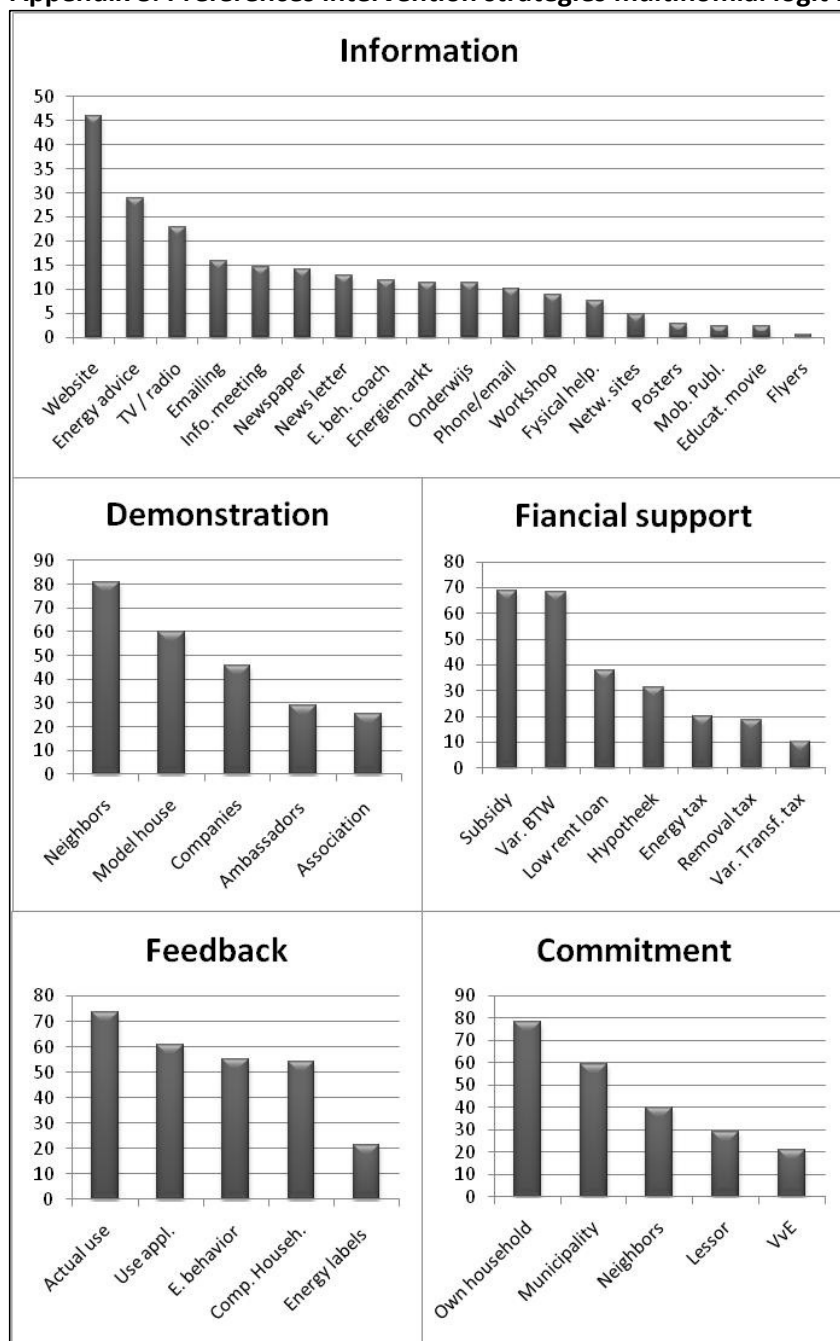 Appendix 3: Preferences intervention strategies multinomial logit
Information
50
45
40
35
30
25
20
15
10
5
0
Website
Energy advice
TV / radio
Emailing
Info. meeting
Newspaper
News letter
E. beh. coach
Energiemarkt
Onderwijs
Phone/email
Workshop
Fysical help.
Netw. sites
Posters
Mob. Publ.
Educat. movie
Flyers
Demonstration
90
80
70
60
50
40
30
20
10
0
Neighbors
Model house
Companies
Ambassadors
Association
Fiancial support
80
70
60
50
40
30
20
10
0
Subsidy
Var. BTW
Low rent loan
Hypotheek
Energy tax
Removal tax
Var. Transf. tax
Feedback
80
70
60
50
40
30
20
10
0
Actual use
Use appl.
E. behavior
Comp. Househ.
Energy labels
Commitment
90
80
70
60
50
40
30
20
10
0
Own household
Municipality
Neighbors
Lessor
VvE